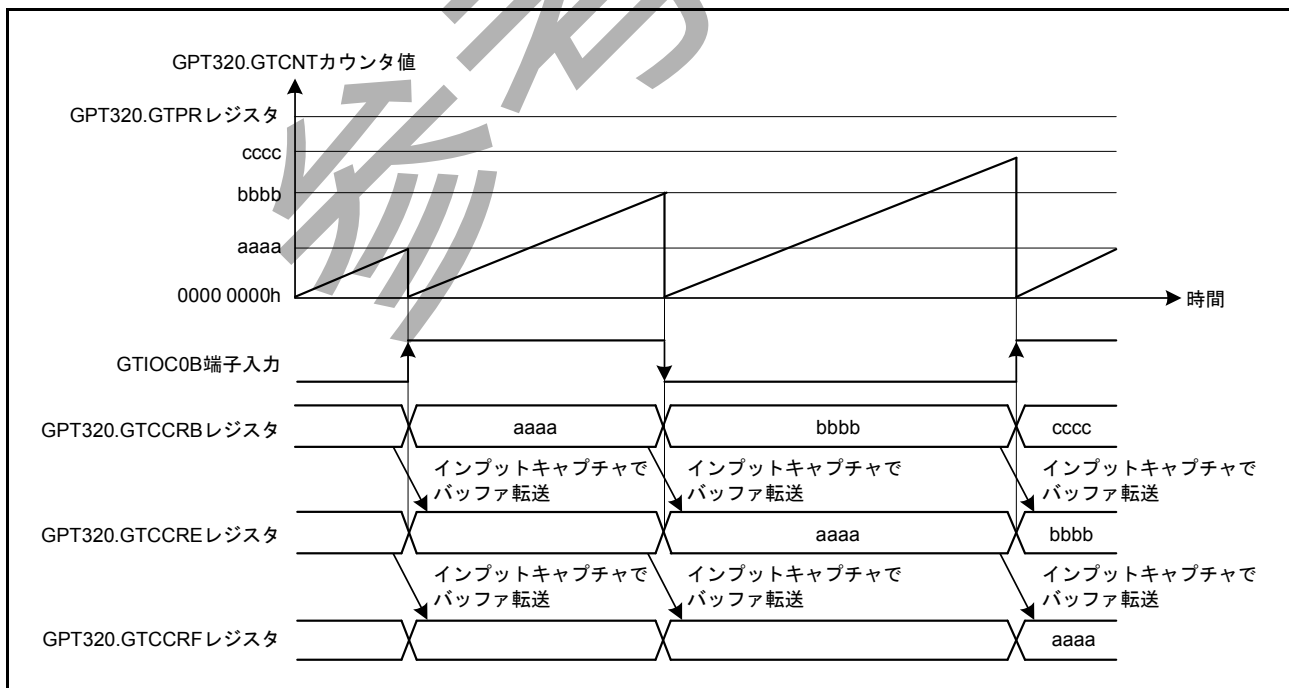 参考
GPT320.GTCNTカウンタ値
GPT320.GTPRレジスタ
cccc
bbbb
aaaa
0000 0000h
時間
GTIOC0B端子入力
GPT320.GTCCRBレジスタ
aaaa
bbbb
cccc
インプットキャプチャで
バッファ転送
インプットキャプチャで
バッファ転送
インプットキャプチャで
バッファ転送
GPT320.GTCCREレジスタ
aaaa
bbbb
インプットキャプチャで
バッファ転送
インプットキャプチャで
バッファ転送
インプットキャプチャで
バッファ転送
GPT320.GTCCRFレジスタ
aaaa